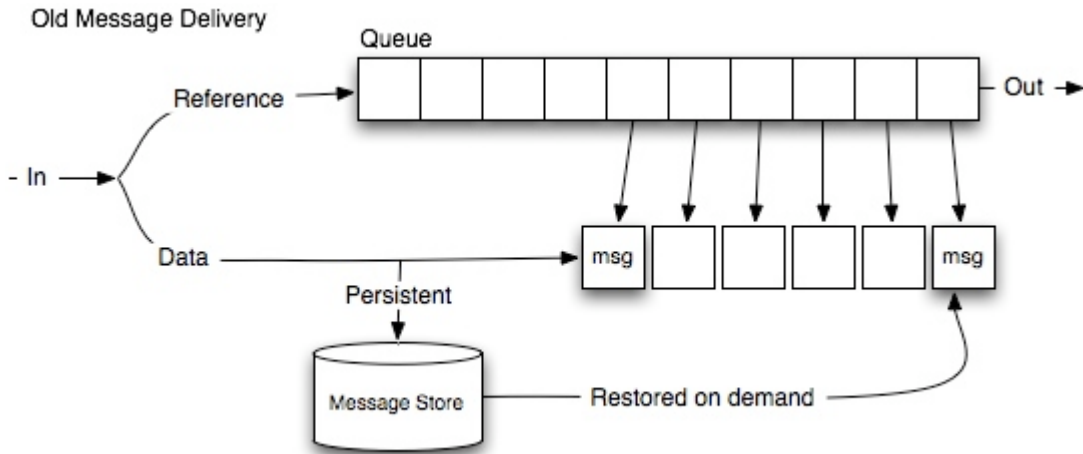 Old Message Delivery
Queue
Reference
Out
- In
Data
msg
msg
Persistent
Message Store
Restored on demand